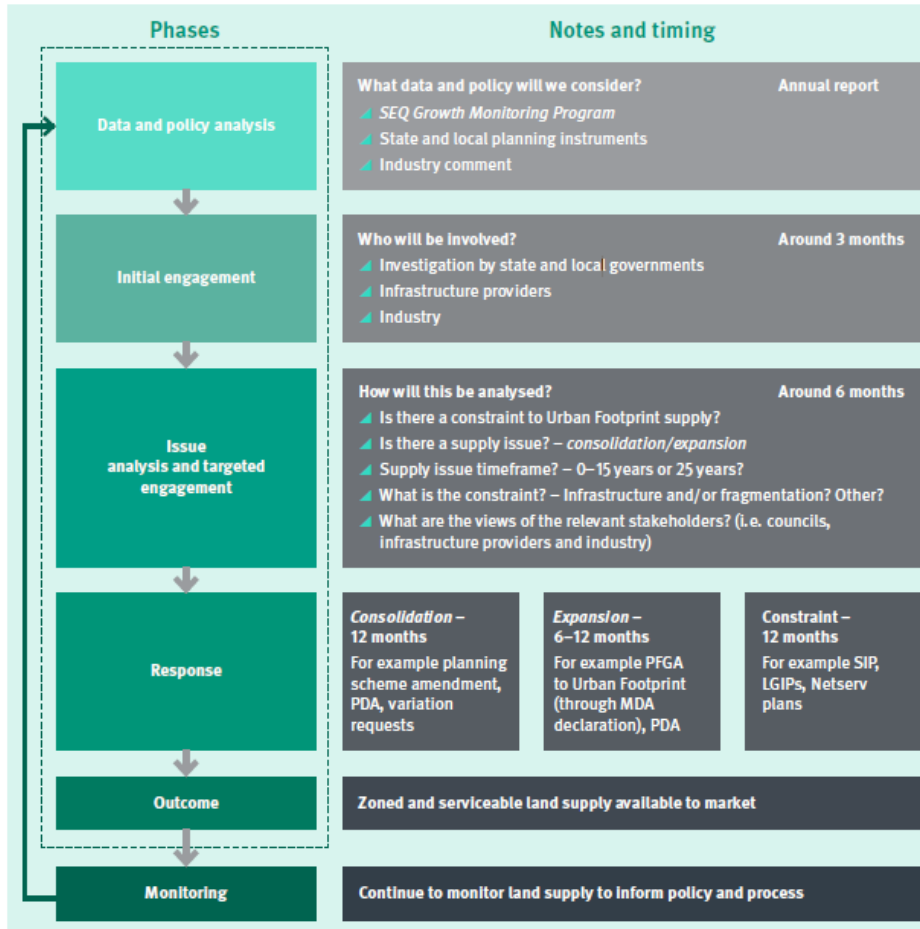 Phases
Notes and timing
Data and policy analysis
What data and policy will we consider?
Annual report
SEQ Growth Monitoring Program
State and local planning instruments
Industry comment
Initial engagement
Who will be involved?
Around 3 months
Investigation by state and local governments
Infrastructure providers
Industry
Issue
analysis and targeted
engagement
How will this be analysed?
Around 6 months
Is there a constraint to Urban Footprint supply?
Is there a supply issue? – consolidation/expansion
Supply issue timeframe? – 0–15 years or 25 years?
What is the constraint? – Infrastructure and/or fragmentation? Other?
What are the views of the relevant stakeholders? (i.e. councils,
infrastructure providers and industry)
Response
Consolidation –
12 months
For example planning
scheme amendment,
PDA, variation
requests
Expansion –
6–12 months
For example PFGA
to Urban Footprint
(through MDA
declaration), PDA
Constraint –
12 months
For example SIP,
LGIPs, Netserv
plans
Outcome
Zoned and serviceable land supply available to market
Monitoring
Continue to monitor land supply to inform policy and process